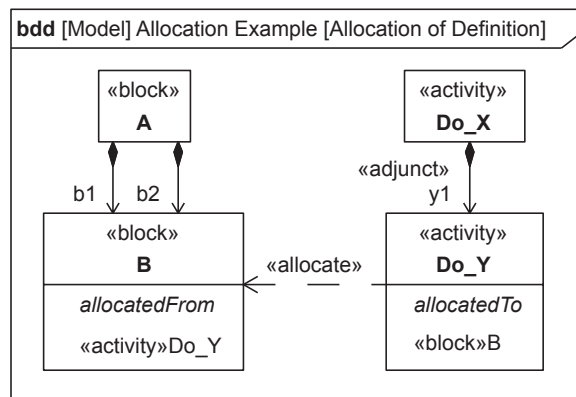 bdd [Model] Allocation Example [Allocation of Definition]
«block»
A
«activity»
Do_X
«adjunct»
b1
b2
y1
«block»
B
«activity»
Do_Y
«allocate»
allocatedFrom
allocatedTo
«activity»Do_Y
«block»B